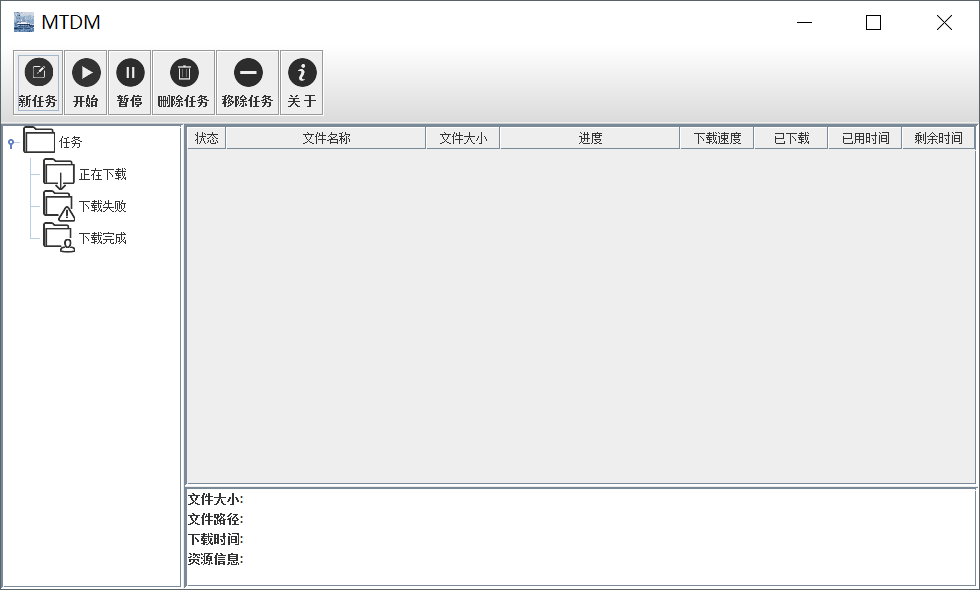 MTDM
新任务 开始 暂停 删除任务 移除任务 关于
任务
正在下载
下载失败
下载完成
状态 文件名称 文件大小 进度 下载速度 已下载 已用时间 剩余时间
文件大小:
文件路径:
下载时间:
资源信息: